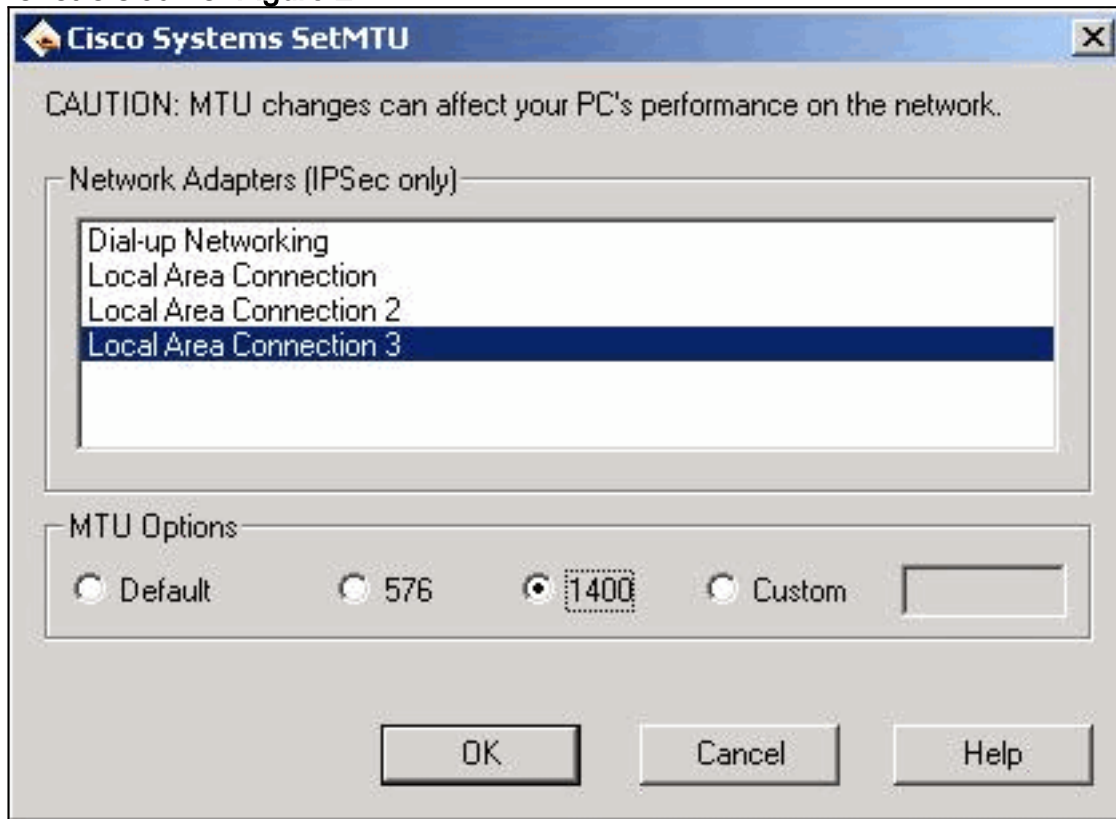 Cisco Systems SetMTU
CAUTION: MTU changes can affect your PC's performance on the network.
Network Adapters (IPSec only)
Dial-up Networking
Local Area Connection
Local Area Connection 2
Local Area Connection 3
MTU Options
Default 576 1400 Custom
OK Cancel Help